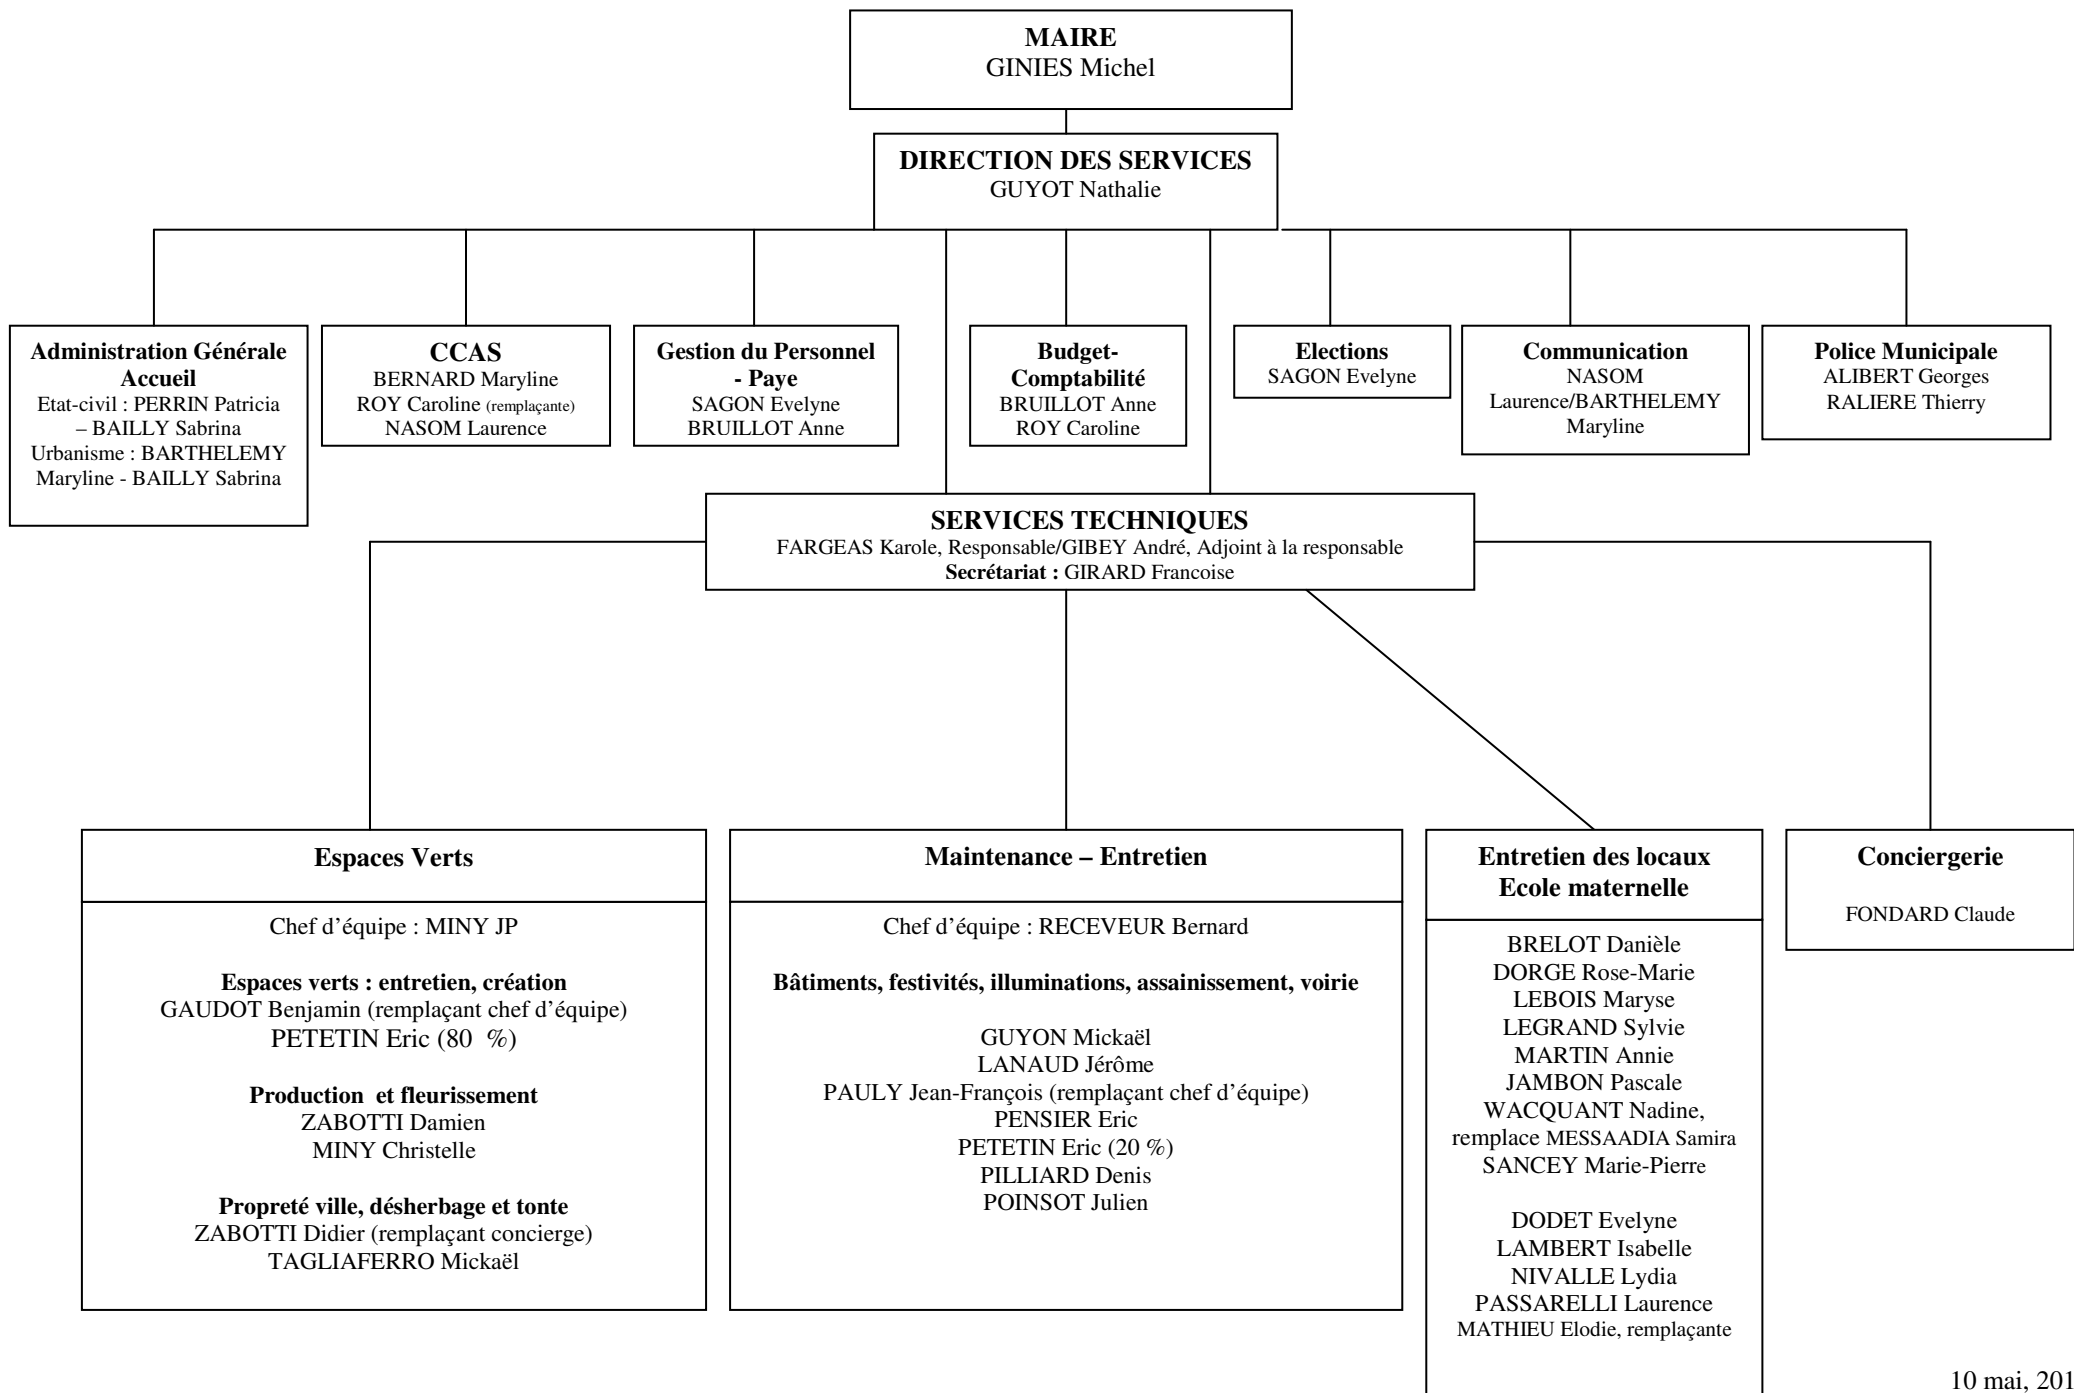 MAIRE
GINIES Michel
DIRECTION DES SERVICES
GUYOT Nathalie
Administration Générale
Accueil
Etat-civil : PERRIN Patricia
– BAILLY Sabrina
Urbanisme : BARTHELEMY
Maryline - BAILLY Sabrina
CCAS
BERNARD Maryline
ROY Caroline (remplaçante)
NASOM Laurence
Gestion du Personnel
- Paye
SAGON Evelyne
BRUILLOT Anne
Budget-
Comptabilité
BRUILLOT Anne
ROY Caroline
Elections
SAGON Evelyne
Communication
NASOM
Laurence/BARTHELEMY
Maryline
Police Municipale
ALIBERT Georges
RALIERE Thierry
SERVICES TECHNIQUES
FARGEAS Karole, Responsable/GIBEY André, Adjoint à la responsable
Secrétariat : GIRARD Francoise
Espaces Verts
Chef d’équipe : MINY JP
Espaces verts : entretien, création
GAUDOT Benjamin (remplaçant chef d’équipe)
PETETIN Eric (80 %)
Production et fleurissement
ZABOTTI Damien
MINY Christelle
Propreté ville, désherbage et tonte
ZABOTTI Didier (remplaçant concierge)
TAGLIAFERRO Mickaël
Maintenance – Entretien
Chef d’équipe : RECEVEUR Bernard
Bâtiments, festivités, illuminations, assainissement, voirie
GUYON Mickaël
LANAUD Jérôme
PAULY Jean-François (remplaçant chef d’équipe)
PENSIER Eric
PETETIN Eric (20 %)
PILLIARD Denis
POINSOT Julien
Entretien des locaux
Ecole maternelle
BRELOT Danièle
DORGE Rose-Marie
LEBOIS Maryse
LEGRAND Sylvie
MARTIN Annie
JAMBON Pascale
WACQUANT Nadine,
remplace MESSAADIA Samira
SANCEY Marie-Pierre
DODET Evelyne
LAMBERT Isabelle
NIVALLE Lydia
PASSARELLI Laurence
MATHIEU Elodie, remplaçante
Conciergerie
FONDARD Claude
10 mai, 201